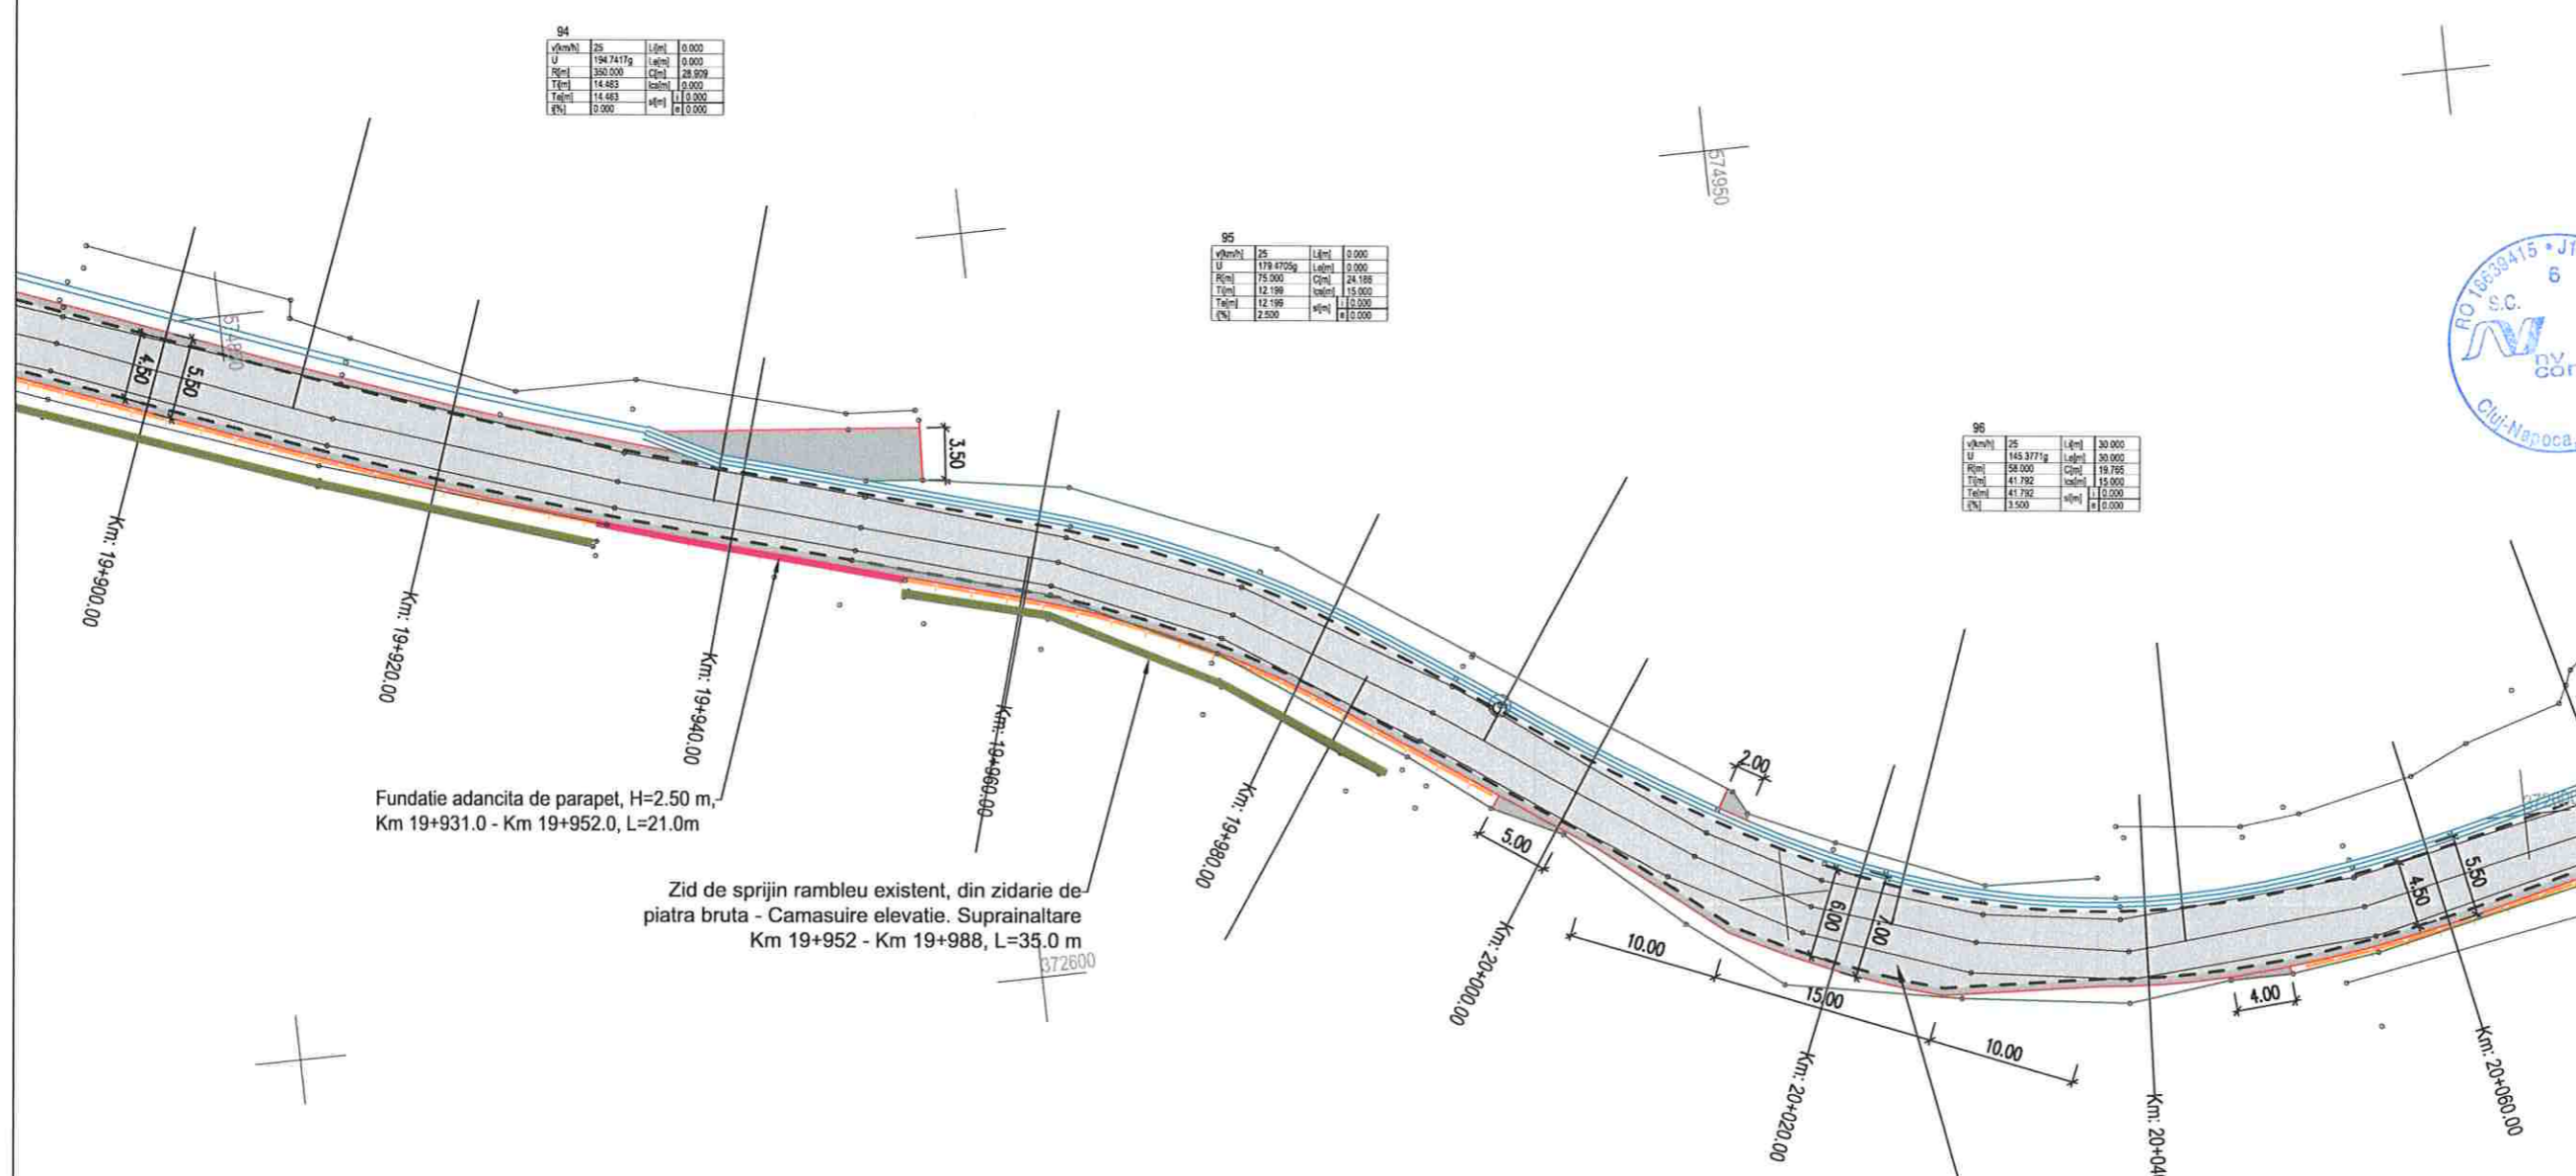 94
v[km/h] 25 Li[m] 0.000
U 194.7417g Le[m] 0.000
R[m] 350.000 C[m] 28.909
Ti[m] 14.463 lcs[m] 0.000
Te[m] 14.463 s[m] i 0.000
i[%] 0.000 e 0.000
574950
95
v[km/h] 25 Li[m] 0.000
U 179.4705g Le[m] 0.000
R[m] 75.000 C[m] 24.186
Ti[m] 12.199 lcs[m] 15.000
Te[m] 12.199 s[m] i 0.000
i[%] 2.500 e 0.000
RO 16639415 * J1
6
S.C.
nv
con
Cluj-Napoca
96
v[km/h] 25 Li[m] 30.000
U 145.3771g Le[m] 30.000
R[m] 58.000 C[m] 19.765
Ti[m] 41.792 lcs[m] 15.000
Te[m] 41.792 s[m] i 0.000
i[%] 3.500 e 0.000
4.50
5.50
3.50
Km: 19+900.00
Km: 19+920.00
Km: 19+940.00
Km: 19+960.00
Km: 19+980.00
Fundatie adancita de parapet, H=2.50 m,
Km 19+931.0 - Km 19+952.0, L=21.0m
Zid de sprijin rambleu existent, din zidarie de
piatra bruta - Camasuire elevatie. Suprainaltare
Km 19+952 - Km 19+988, L=35.0 m
372600
2.00
5.00
Km: 20+000.00
10.00
15.00
10.00
6.00
7.00
Km: 20+020.00
4.50
5.50
4.00
Km: 20+04
Km: 20+060.00